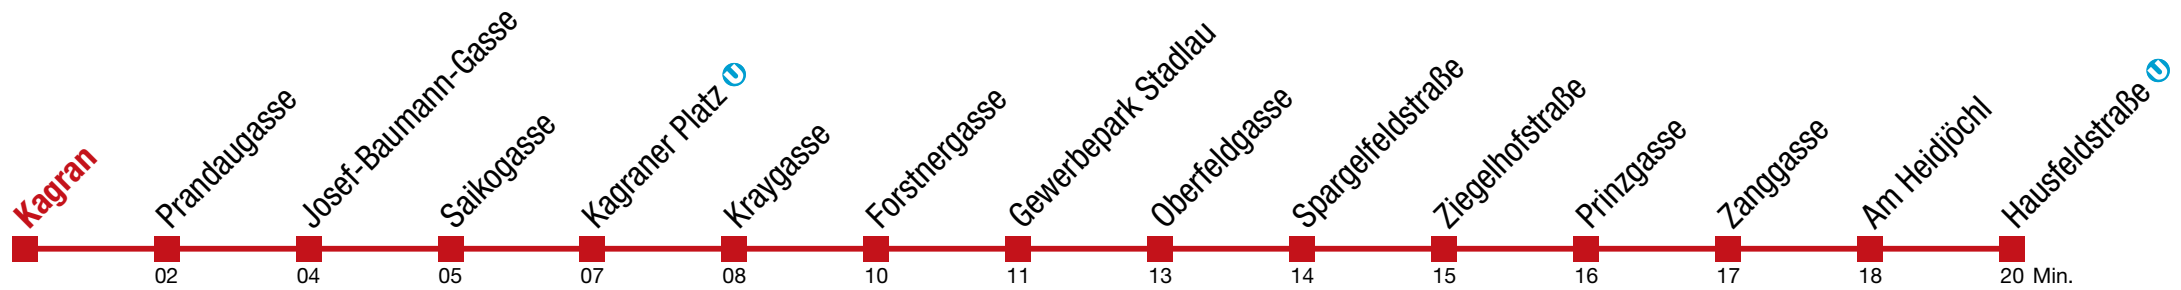 Kagran
Prandaugasse
Josef-Baumann-Gasse
Saikogasse
Kagraner Platz U
Kraygasse
Forstnergasse
Gewerbepark Stadlau
Oberfeldgasse
Spargelfeldstraße
Ziegelhofstraße
Prinzgasse
Zanggasse
Am Heidjöchl
Hausfeldstraße U
02 04 05 07 08 10 11 13 14 15 16 17 18 20 Min.